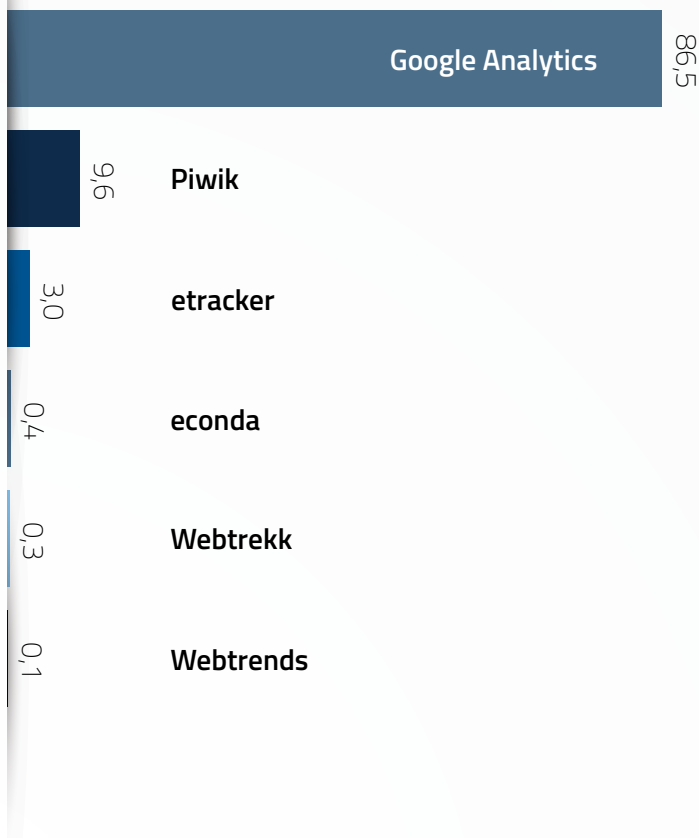 Google Analytics
86,5
9,6
Piwik
3,0
etracker
0,4
econda
0,3
Webtrekk
0,1
Webtrends